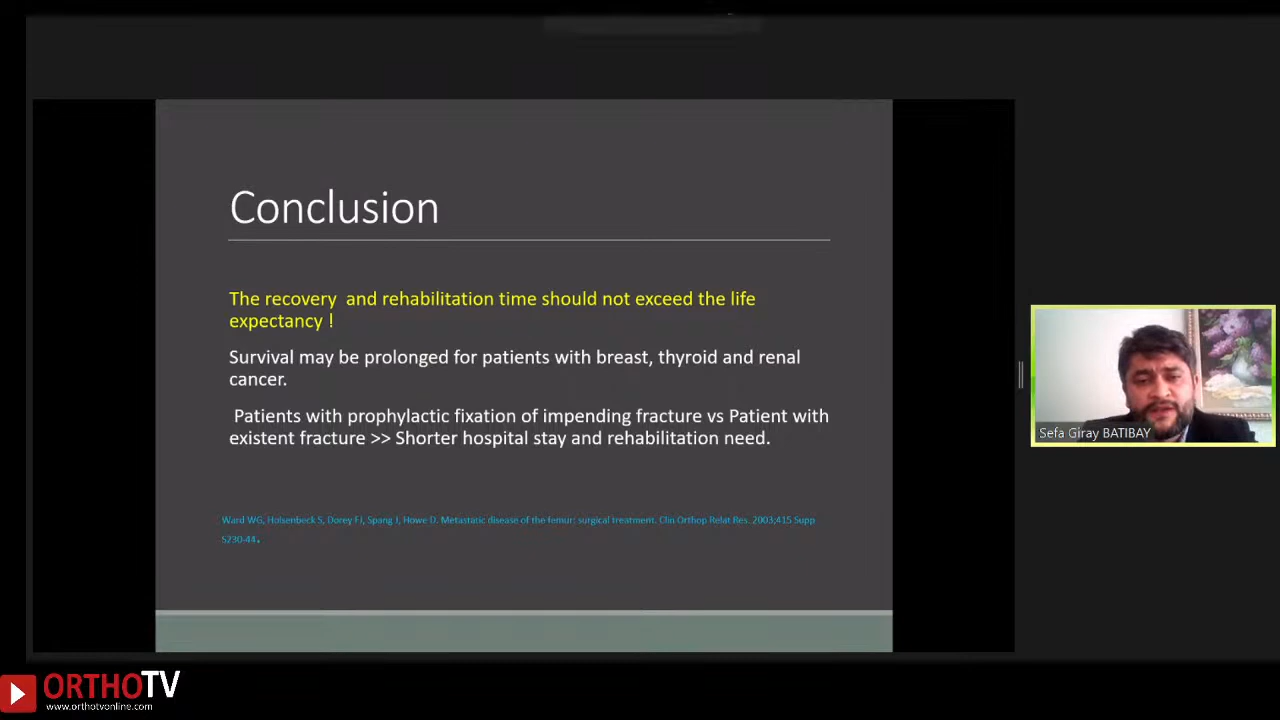 Conclusion
The recovery  and rehabilitation time should not exceed the life
expectancy !
Survival may be prolonged for patients with breast, thyroid and renal
cancer.
Patients with prophylactic fixation of impending fracture vs Patient with
existent fracture >> Shorter hospital stay and rehabilitation need.
Ward WG, Holsenbeck S, Dorey FJ, Spang J, Howe D. Metastatic disease of the femur: surgical treatment. Clin Orthop Relat Res. 2003;415 Supp
S230-44.
Sefa Giray BATIBAY
ORTHOTV
www.orthotvonline.com